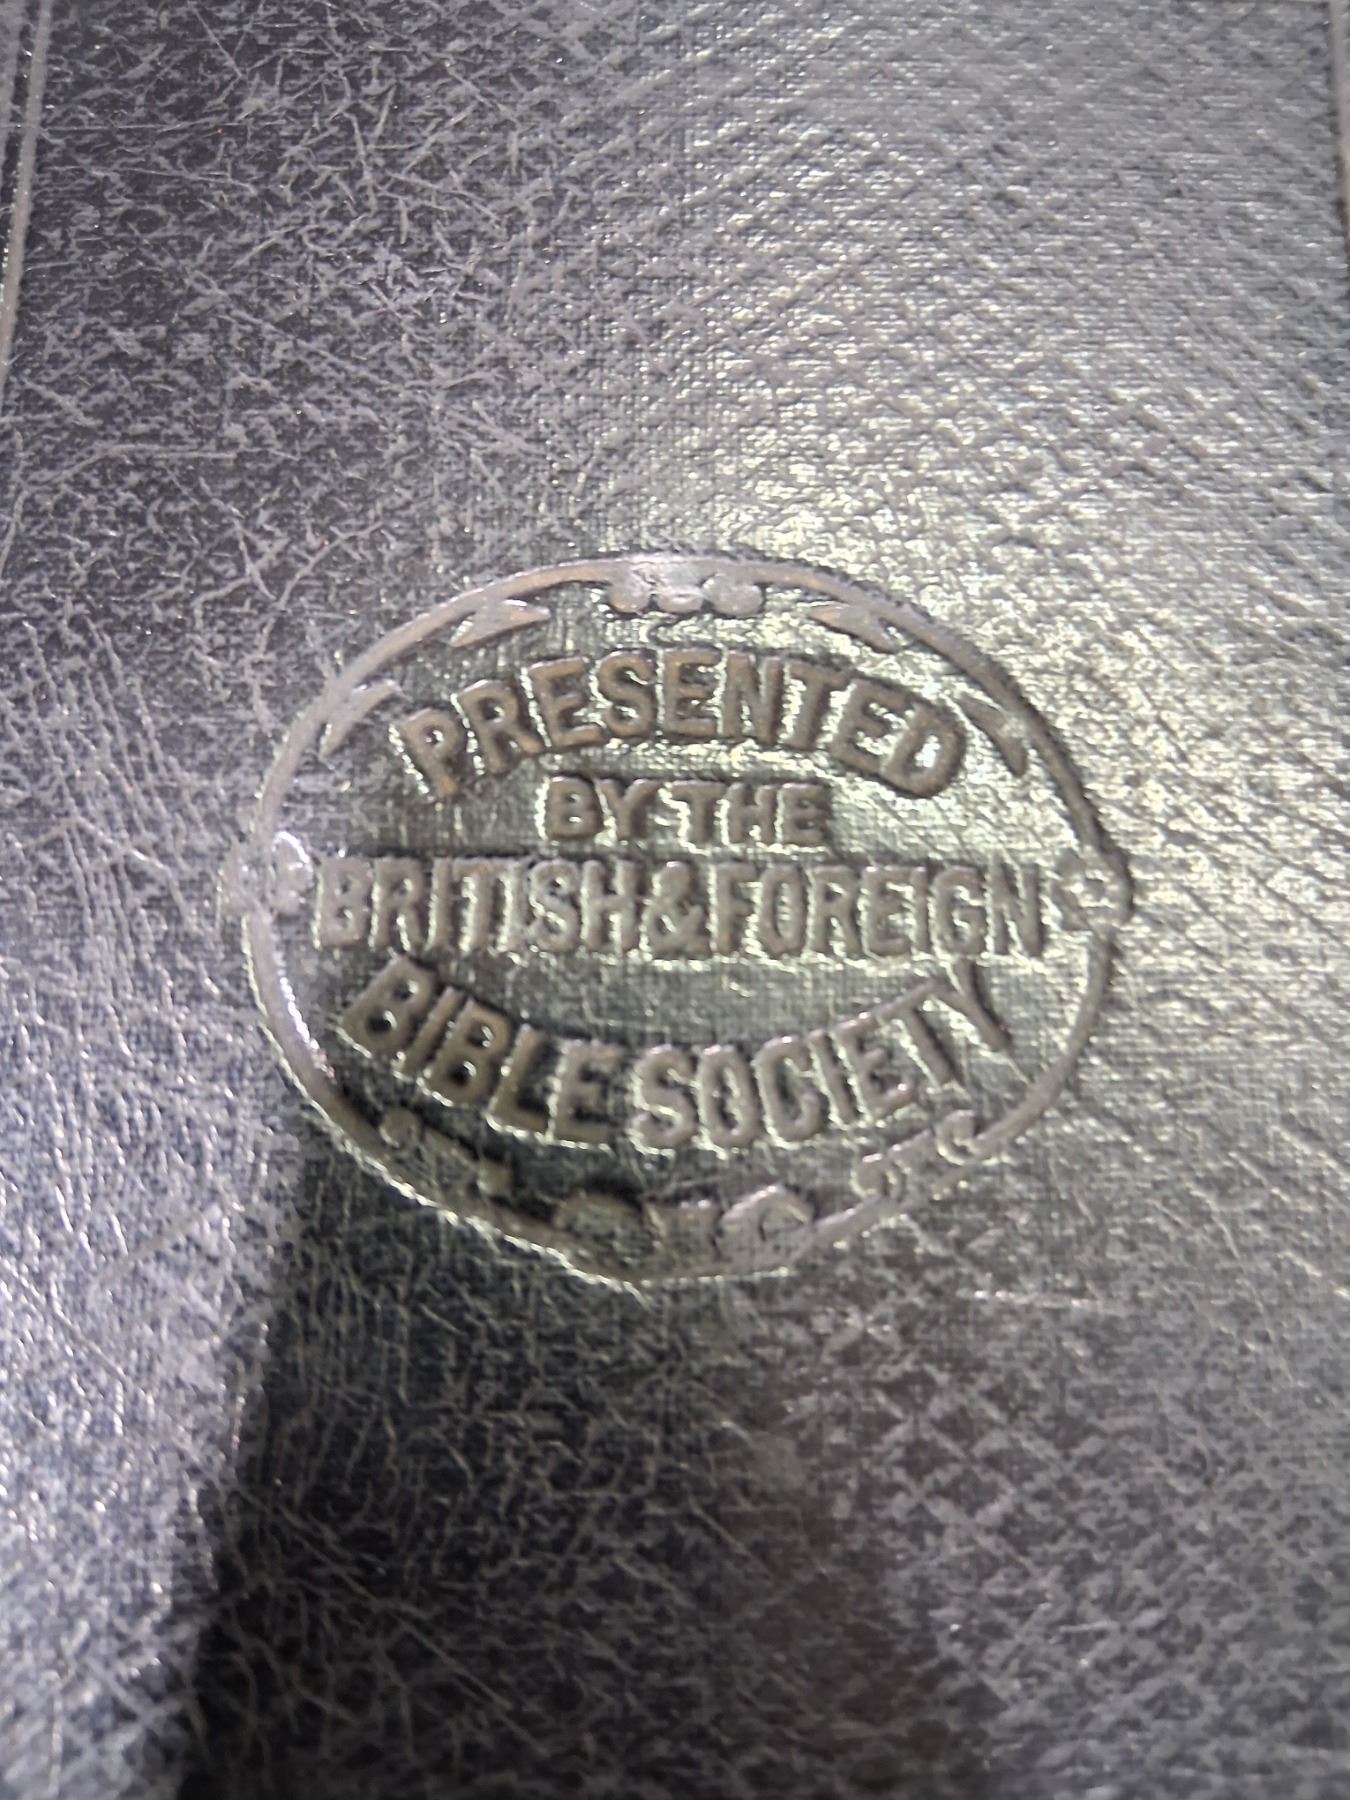 PRESENTED
BY THE
BRITISH & FOREIGN
BIBLE SOCIETY